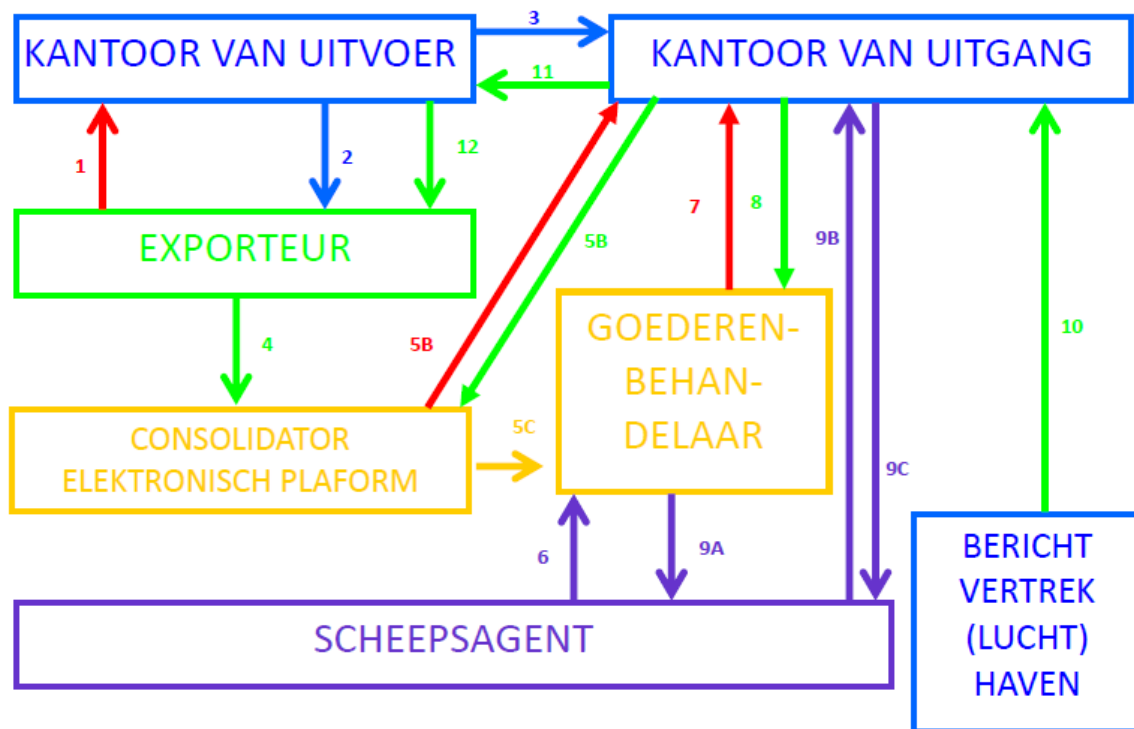 3
KANTOOR VAN UITVOER
KANTOOR VAN UITGANG
11
1
2
12
7
8
9B
5B
EXPORTEUR
4
5B
10
GOEDEREN-
BEHAN-
DELAAR
CONSOLIDATOR
ELEKTRONISCH PLAFORM
5C
9C
6
9A
SCHEEPSAGENT
BERICHT
VERTREK
(LUCHT)
HAVEN